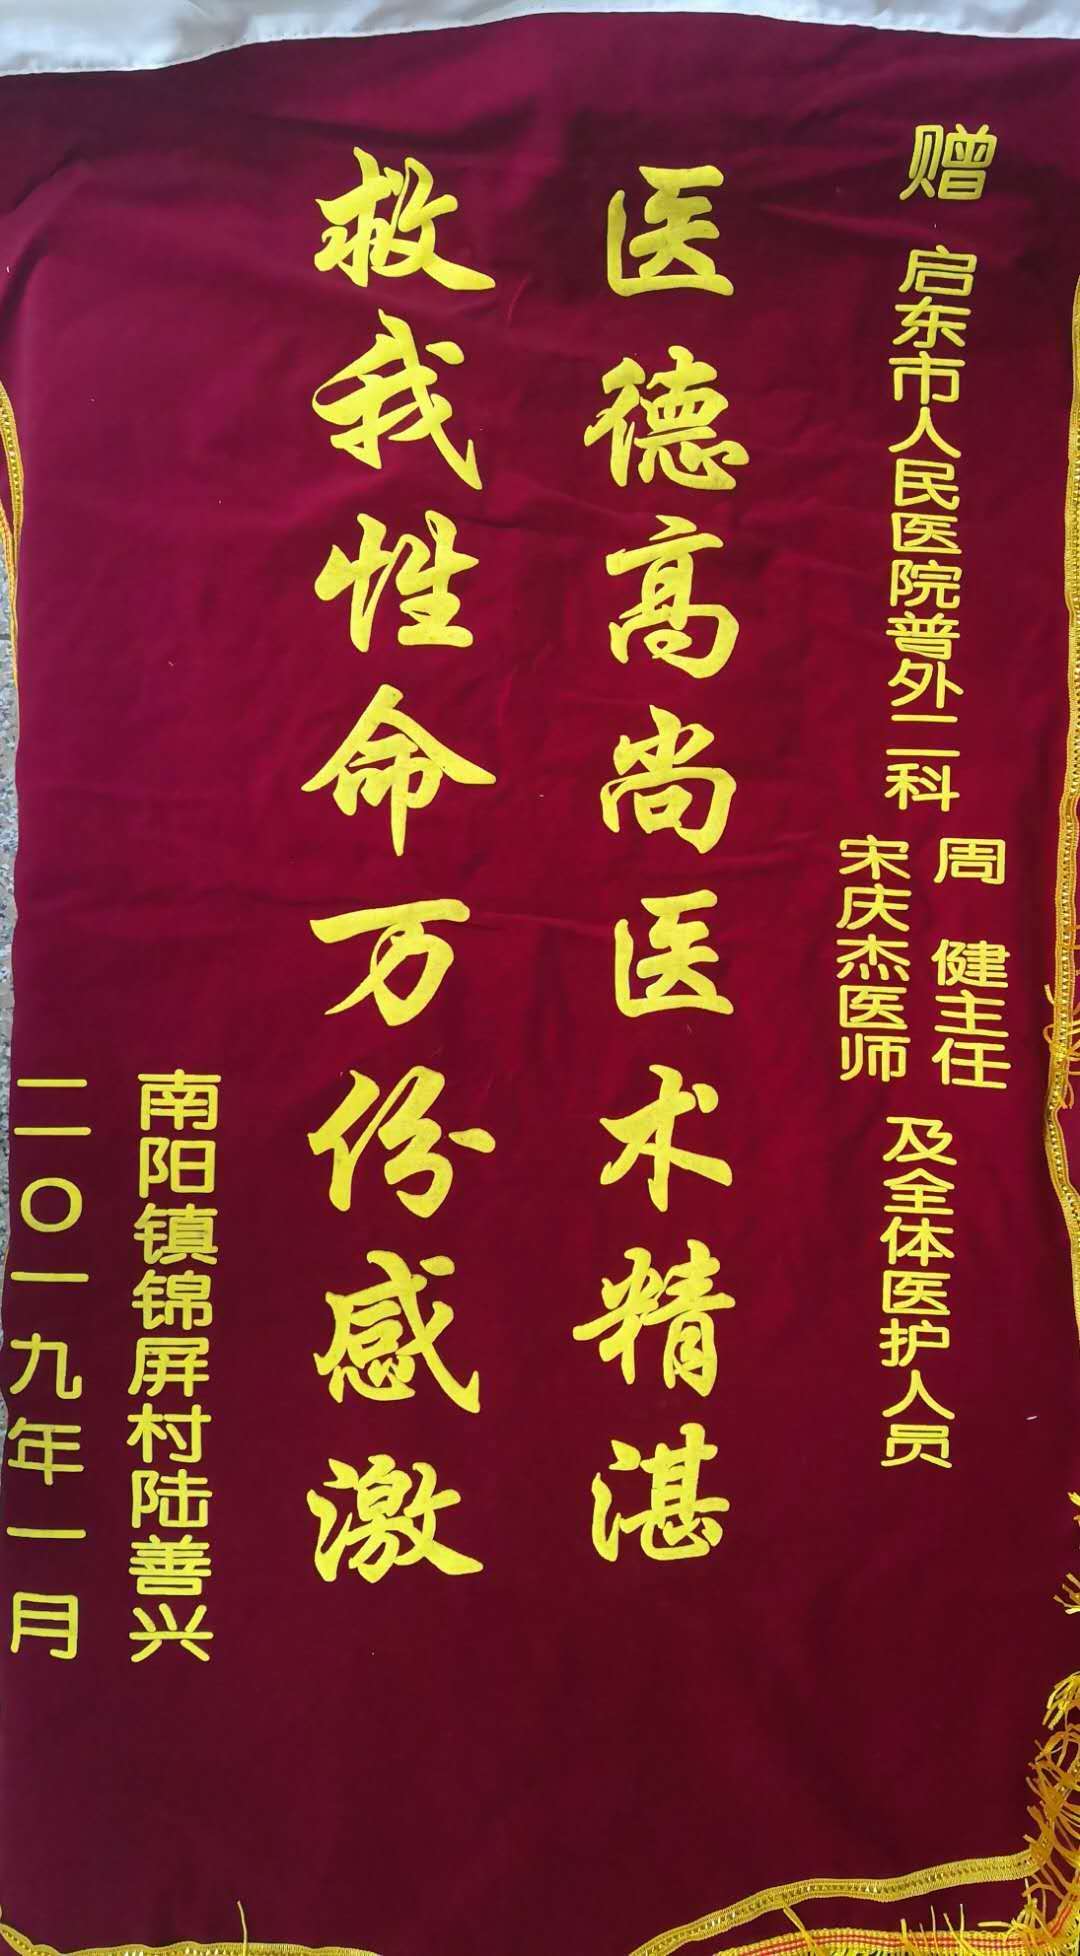 赠 启东市人民医院普外二科
周健主任
宋庆杰医师
及全体医护人员
医德高尚医术精湛
救我性命万份感激
南阳镇锦屏村陆善兴
二〇一九年一月